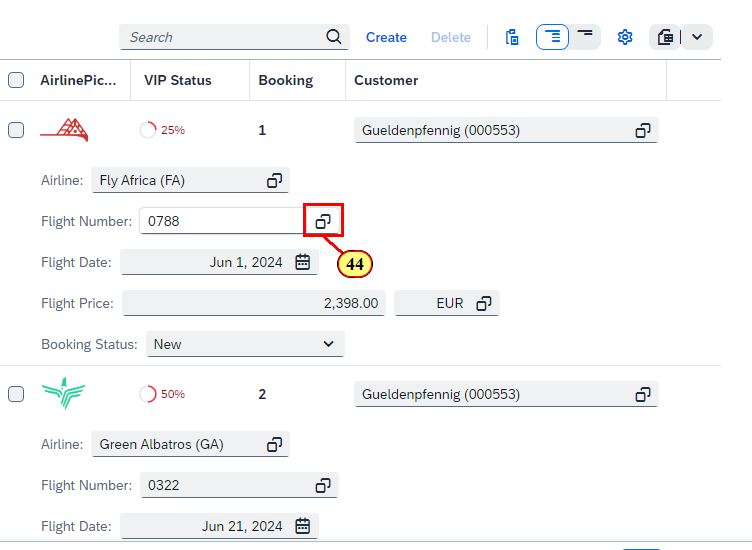 Search Create Delete
AirlinePic... VIP Status Booking Customer
25% 1 Gueldenpfennig (000553)
Airline: Fly Africa (FA)
Flight Number: 0788
44
Flight Date: Jun 1, 2024
Flight Price: 2,398.00 EUR
Booking Status: New
50% 2 Gueldenpfennig (000553)
Airline: Green Albatros (GA)
Flight Number: 0322
Flight Date: Jun 21, 2024